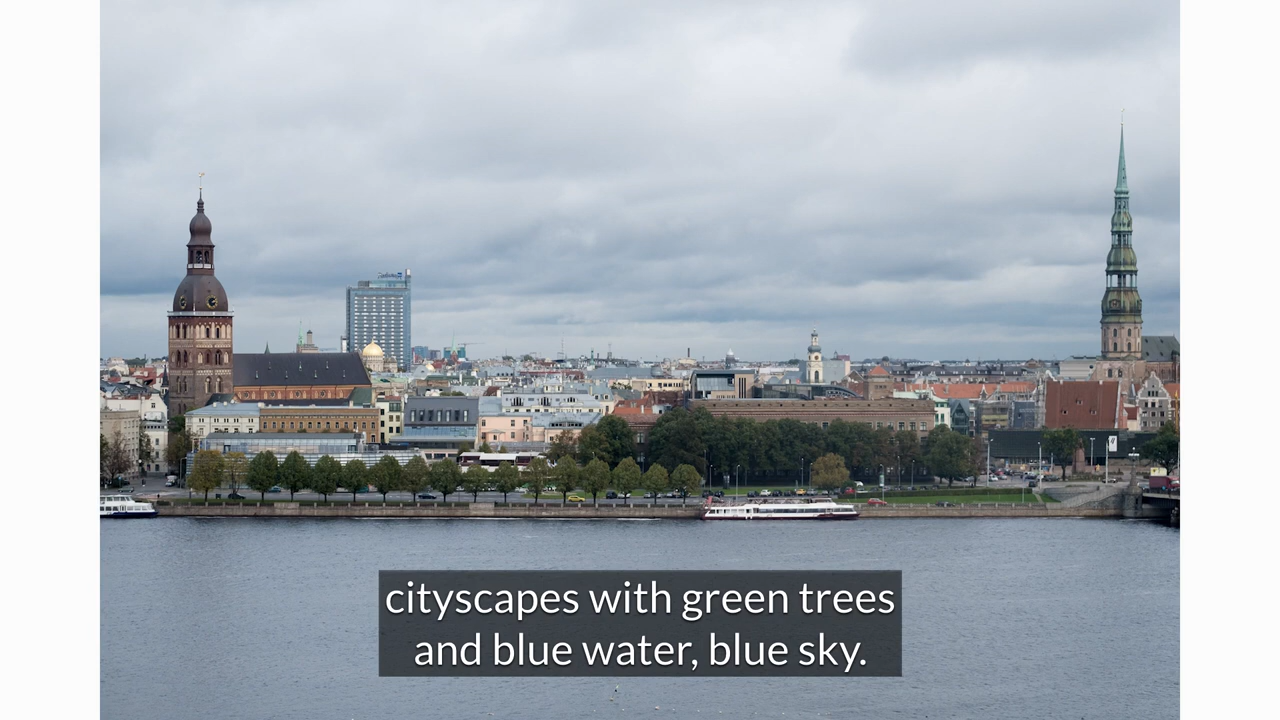 cityscapes with green trees
and blue water, blue sky.